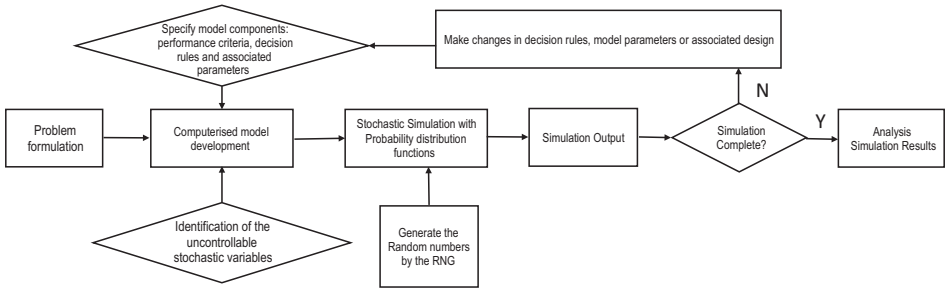 Specify model components:
performance criteria, decision
rules and associated
parameters
Make changes in decision rules, model parameters or associated design
N
Problem
formulation
Computerised model
development
Stochastic Simulation with
Probability distribution
functions
Simulation Output
Simulation
Complete?
Y
Analysis
Simulation Results
Identification of the
uncontrollable
stochastic variables
Generate the
Random numbers
by the RNG